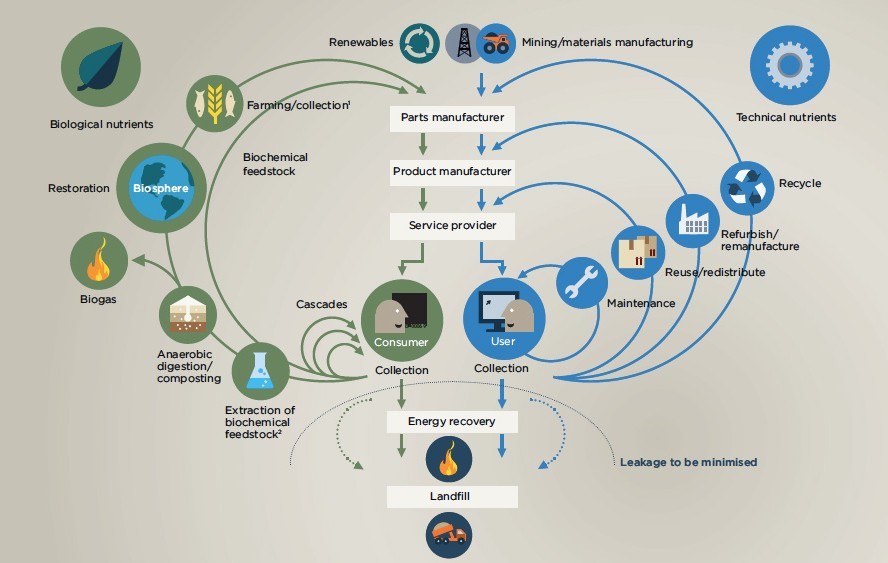 Renewables
Mining/materials manufacturing
Biological nutrients
Technical nutrients
Farming/collection¹
Parts manufacturer
Biochemical
feedstock
Product manufacturer
Recycle
Restoration
Biosphere
Service provider
Refurbish/
remanufacture
Reuse/redistribute
Biogas
Cascades
Maintenance
Consumer
User
Anaerobic
digestion/
composting
Collection
Collection
Extraction of
biochemical
feedstock²
Energy recovery
Leakage to be minimised
Landfill